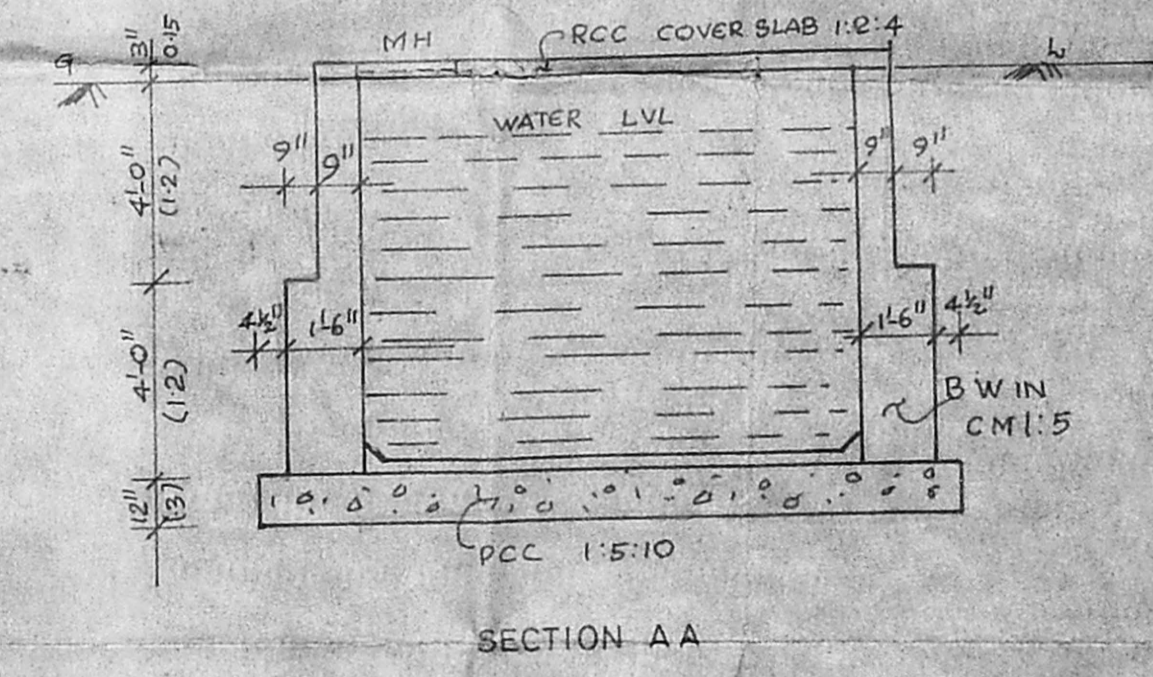 3"
0.15
MH
RCC COVER SLAB 1:2:4
G
L
WATER LVL
4'-0"
(1.2)
9"
9"
9"
9"
4'-0"
(1.2)
4½"
1'-6"
1'-6"
4½"
B W IN
CM 1:5
12"
(.3)
PCC 1:5:10
SECTION AA